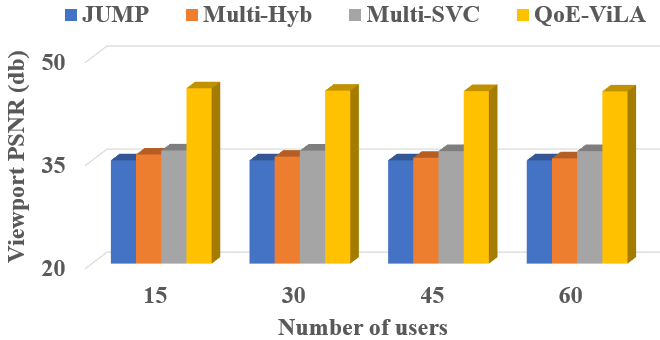 JUMP Multi-Hyb Multi-SVC QoE-ViLA
Viewport PSNR (db)
50
35
20
15 30 45 60
Number of users